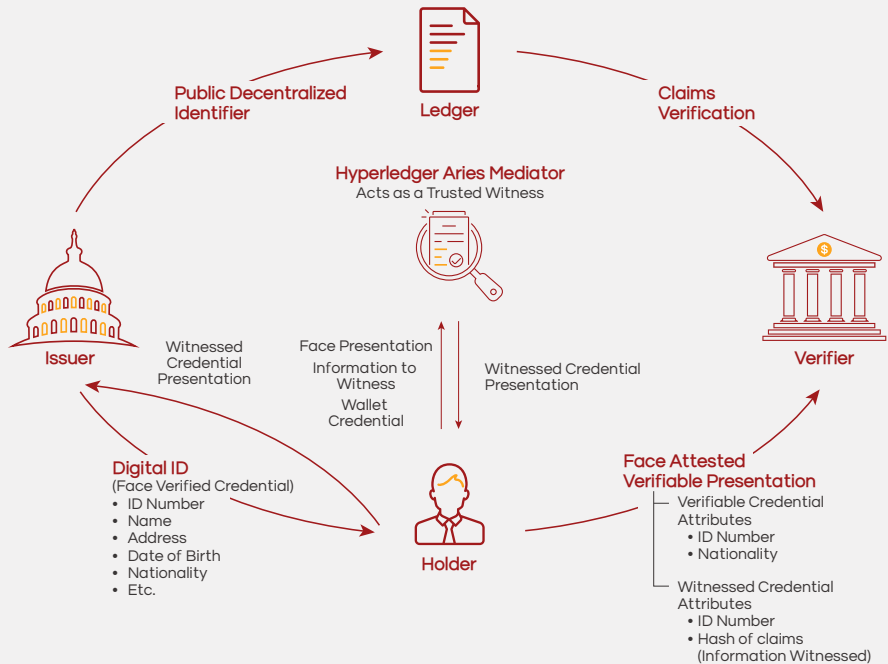 Ledger
Public Decentralized
Identifier
Claims
Verification
Hyperledger Aries Mediator
Acts as a Trusted Witness
$
Issuer
Verifier
Witnessed
Credential
Presentation
Face Presentation
Information to
Witness
Wallet
Credential
Witnessed Credential
Presentation
Digital ID
(Face Verified Credential)
• ID Number
• Name
• Address
• Date of Birth
• Nationality
• Etc.
Holder
Face Attested
Verifiable Presentation
Verifiable Credential
Attributes
• ID Number
• Nationality
Witnessed Credential
Attributes
• ID Number
• Hash of claims
(Information Witnessed)